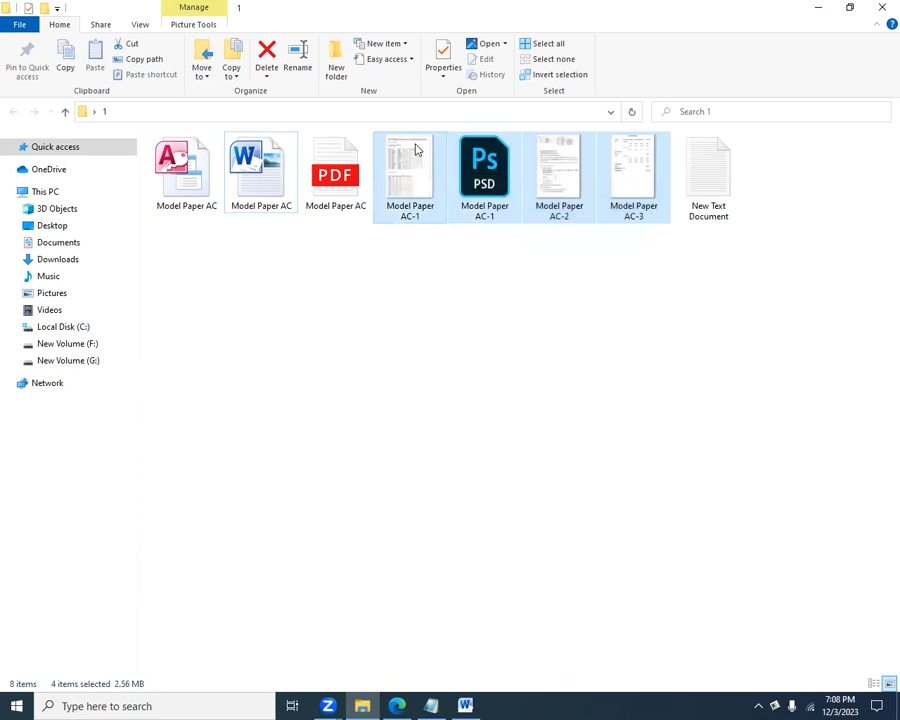 Manage
1
File
Home
Share
View
Picture Tools
Pin to Quick access
Copy
Paste
Cut
Copy path
Paste shortcut
Clipboard
Move to
Copy to
Delete
Rename
Organize
New folder
New item
Easy access
New
Properties
Open
Edit
History
Open
Select all
Select none
Invert selection
Select
1
Search 1
Quick access
OneDrive
This PC
3D Objects
Desktop
Documents
Downloads
Music
Pictures
Videos
Local Disk (C:)
New Volume (F:)
New Volume (G:)
Network
A
W
PDF
Ps
PSD
Model Paper AC
Model Paper AC
Model Paper AC
Model Paper
AC-1
Model Paper
AC-1
Model Paper
AC-2
Model Paper
AC-3
New Text
Document
8 items
4 items selected 2.56 MB
Type here to search
7:08 PM
12/3/2023